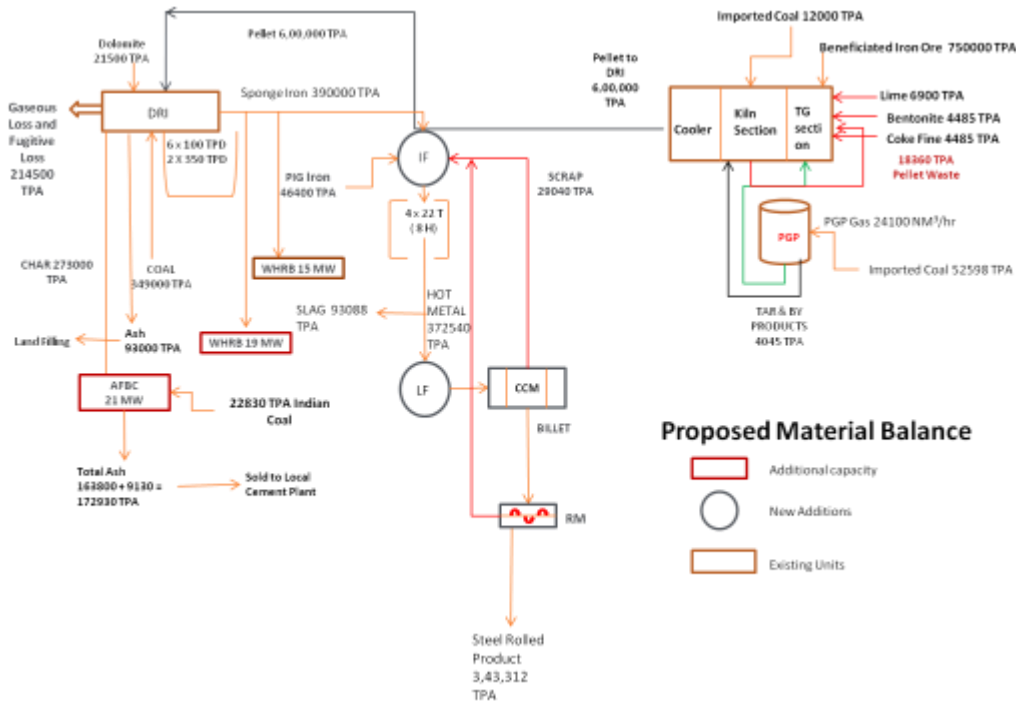 Imported Coal 12000 TPA
Pellet 6,00,000 TPA
Dolomite
21500 TPA
Beneficiated Iron Ore 750000 TPA
Pellet to
DRI
6,00,000
TPA
Sponge Iron 390000 TPA
Gaseous
Loss and
Fugitive
Loss
214500
TPA
DRI
6 x 100 TPD
2 X 350 TPD
Cooler
Kiln
Section
TG
secti
on
Lime 6900 TPA
Bentonite 4485 TPA
Coke Fine 4485 TPA
18360 TPA
Pellet Waste
IF
PIG Iron
46400 TPA
SCRAP
29040 TPA
4 x 22 T
( 8H )
PGP Gas 24100 NM³/hr
PGP
Imported Coal 52598 TPA
CHAR 273000
TPA
COAL
349000 TPA
WHRB 15 MW
SLAG 93088
TPA
HOT
METAL
372540
TPA
TAR & BY
PRODUCTS
4045 TPA
Land Filling
Ash
93000 TPA
WHRB 19 MW
AFBC
21 MW
LF
CCM
22830 TPA Indian
Coal
BILLET
Proposed Material Balance
Additional capacity
Total Ash
163800 + 9130 =
172930 TPA
Sold to Local
Cement Plant
New Additions
RM
Existing Units
Steel Rolled
Product
3,43,312
TPA